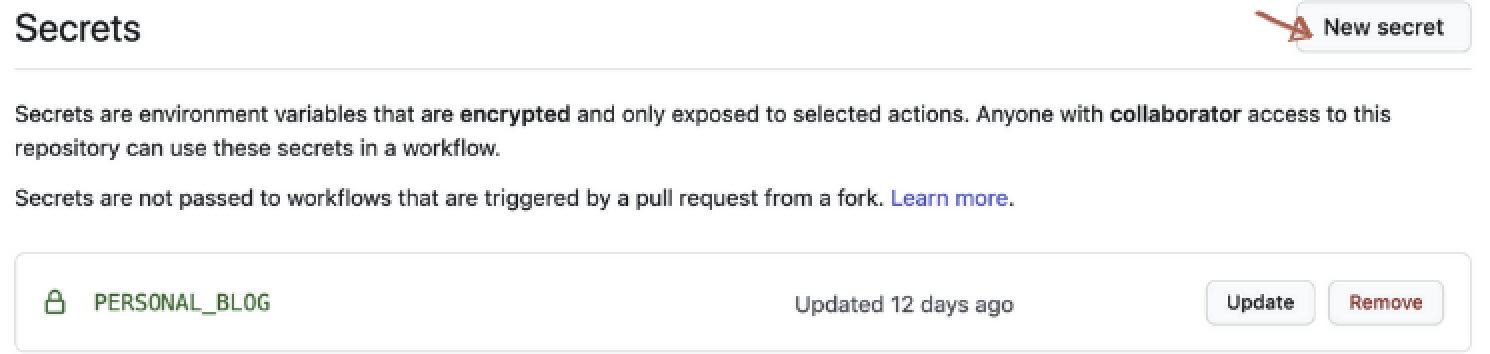 Secrets
New secret
Secrets are environment variables that are encrypted and only exposed to selected actions. Anyone with collaborator access to this
repository can use these secrets in a workflow.
Secrets are not passed to workflows that are triggered by a pull request from a fork. Learn more.
PERSONAL_BLOG Updated 12 days ago Update Remove